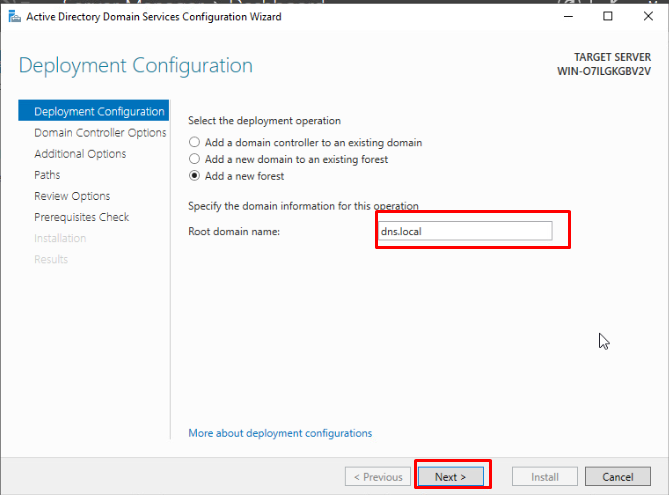 Active Directory Domain Services Configuration Wizard
Deployment Configuration
TARGET SERVER
WIN-O7ILGKGBV2V
Deployment Configuration
Domain Controller Options
Additional Options
Paths
Review Options
Prerequisites Check
Installation
Results
Select the deployment operation
Add a domain controller to an existing domain
Add a new domain to an existing forest
Add a new forest
Specify the domain information for this operation
Root domain name:
dns.local
More about deployment configurations
< Previous
Next >
Install
Cancel